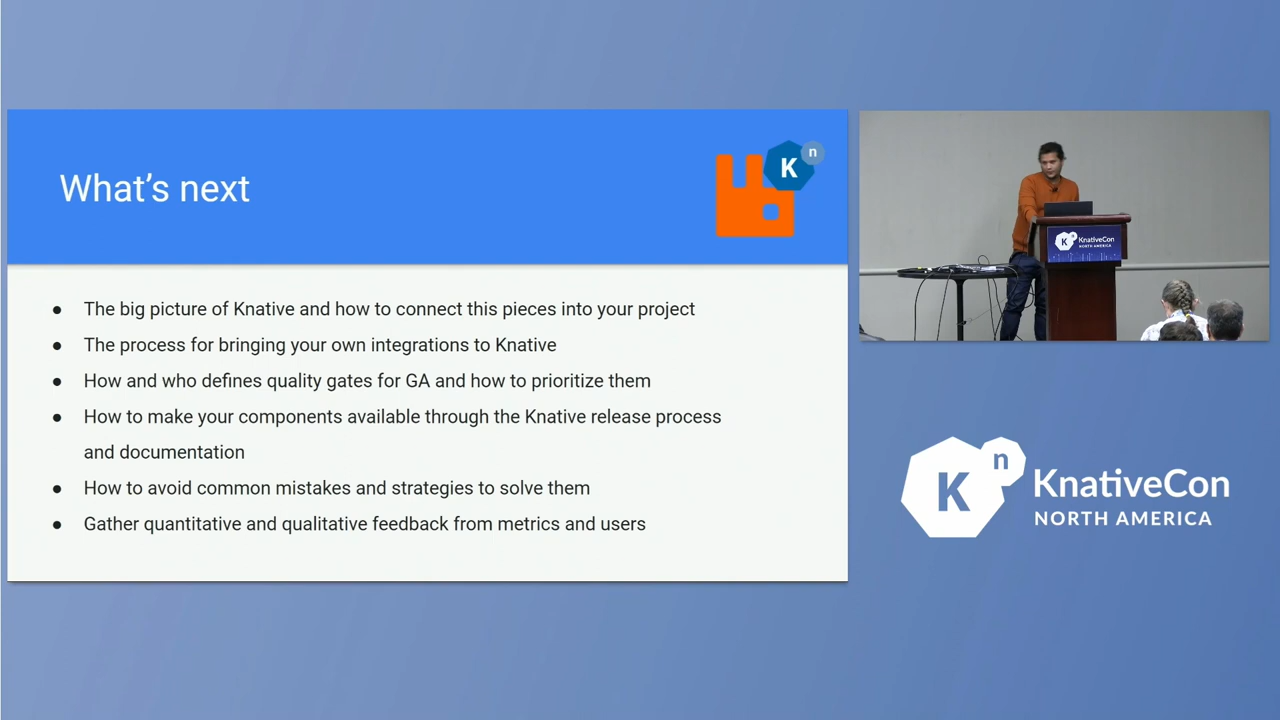 What's next
K n
● The big picture of Knative and how to connect this pieces into your project
● The process for bringing your own integrations to Knative
● How and who defines quality gates for GA and how to prioritize them
● How to make your components available through the Knative release process
and documentation
● How to avoid common mistakes and strategies to solve them
● Gather quantitative and qualitative feedback from metrics and users
K n KnativeCon
NORTH AMERICA
K n KnativeCon
NORTH AMERICA